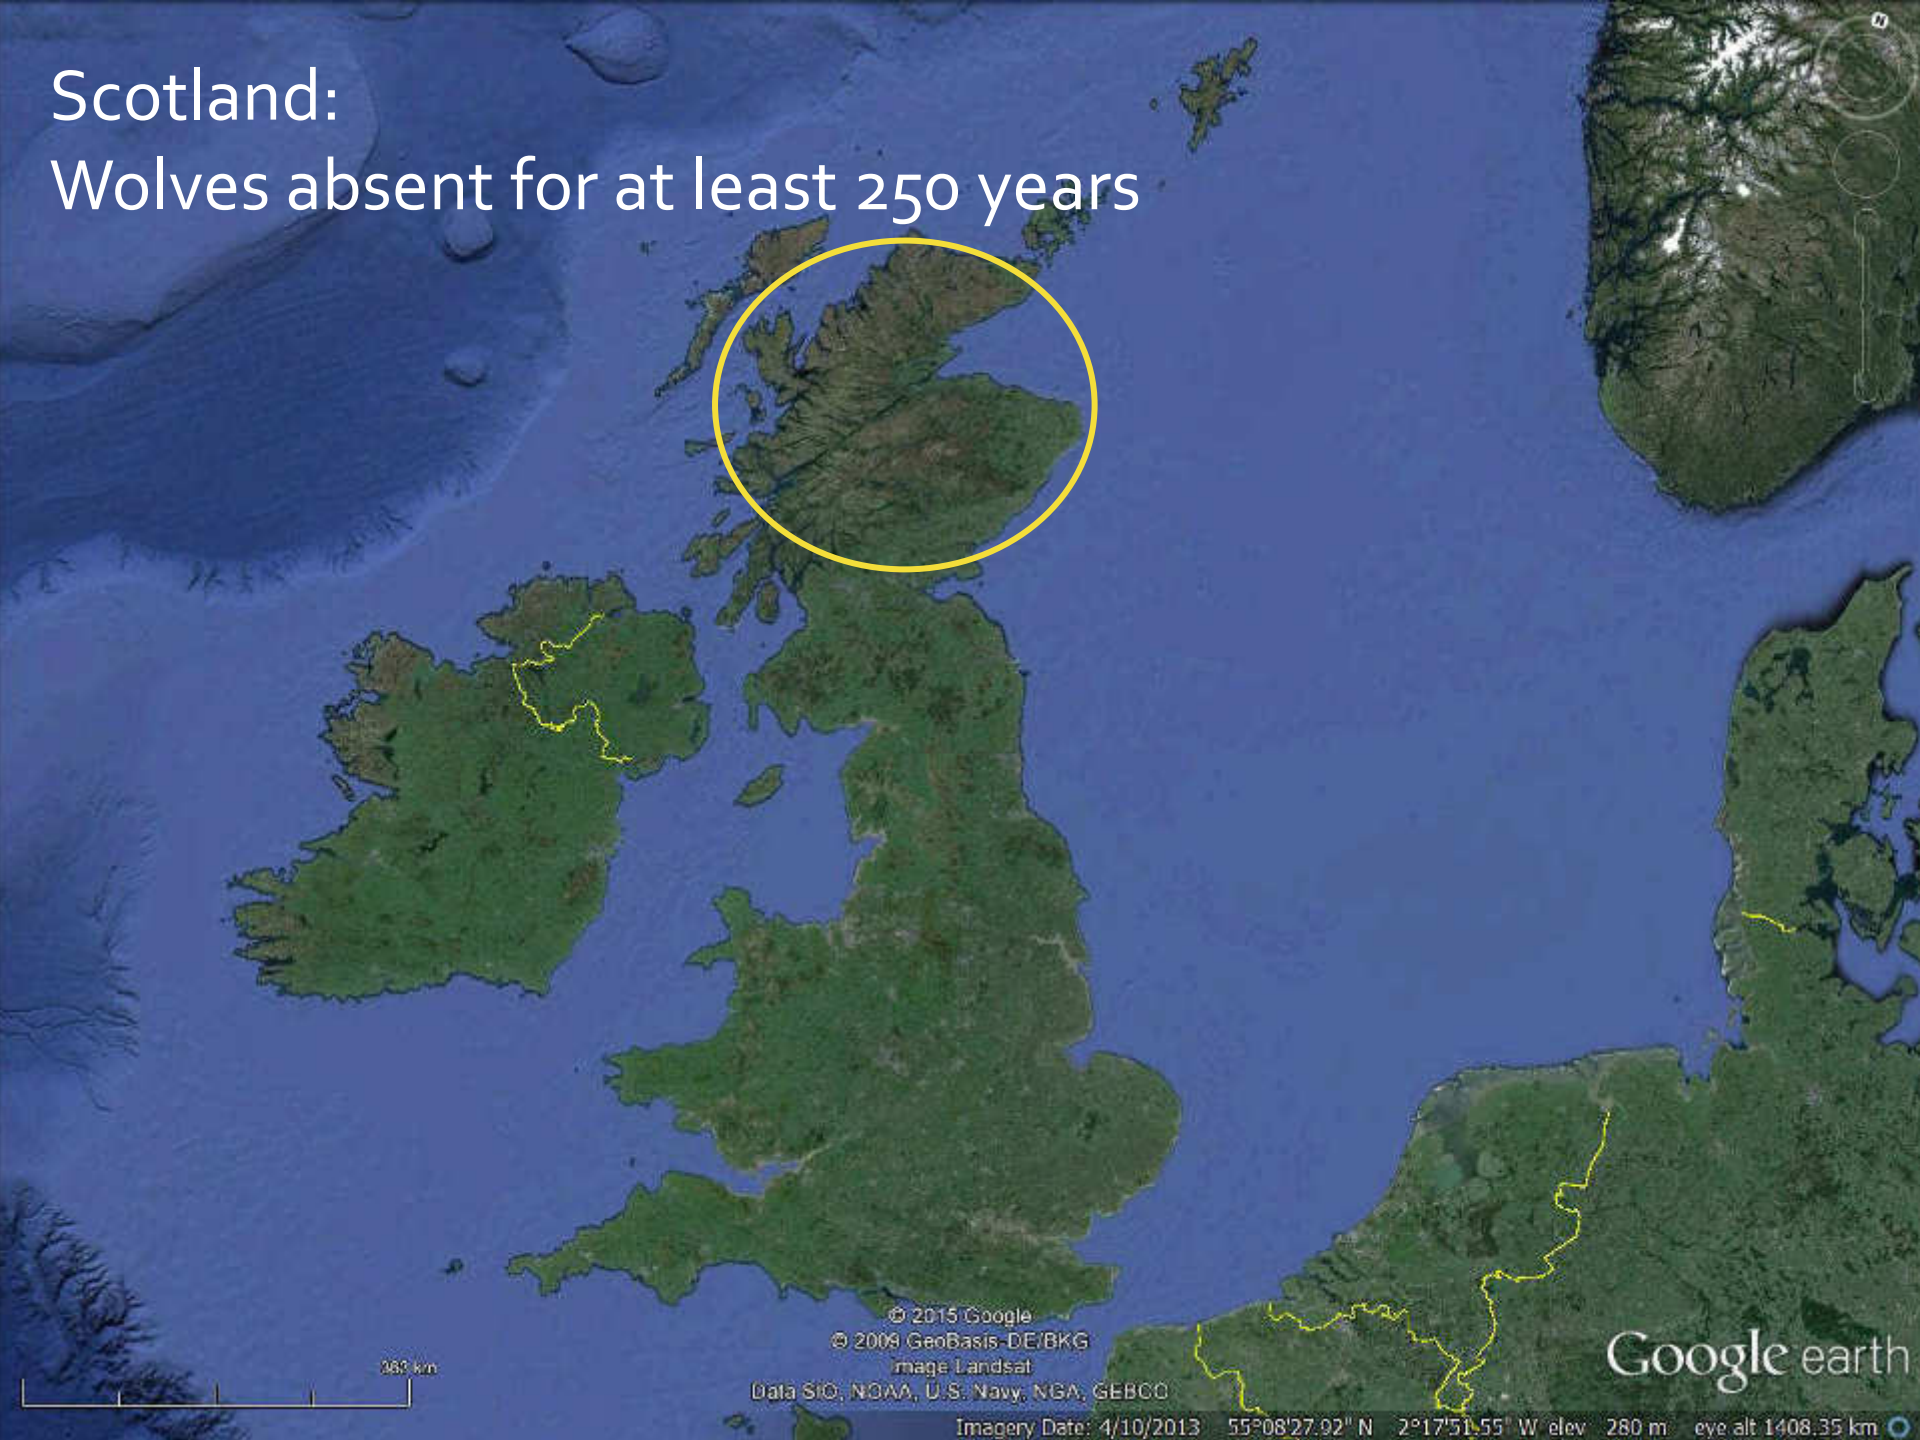 Scotland:
Wolves absent for at least 250 years
N
© 2015 Google
© 2009 GeoBasis-DE/BKG
Image Landsat
Data SIO, NOAA, U.S. Navy, NGA, GEBCO
Google earth
363 km
Imagery Date: 4/10/2013 55°08'27.92" N 2°17'51.55" W elev 280 m eye alt 1408.35 km